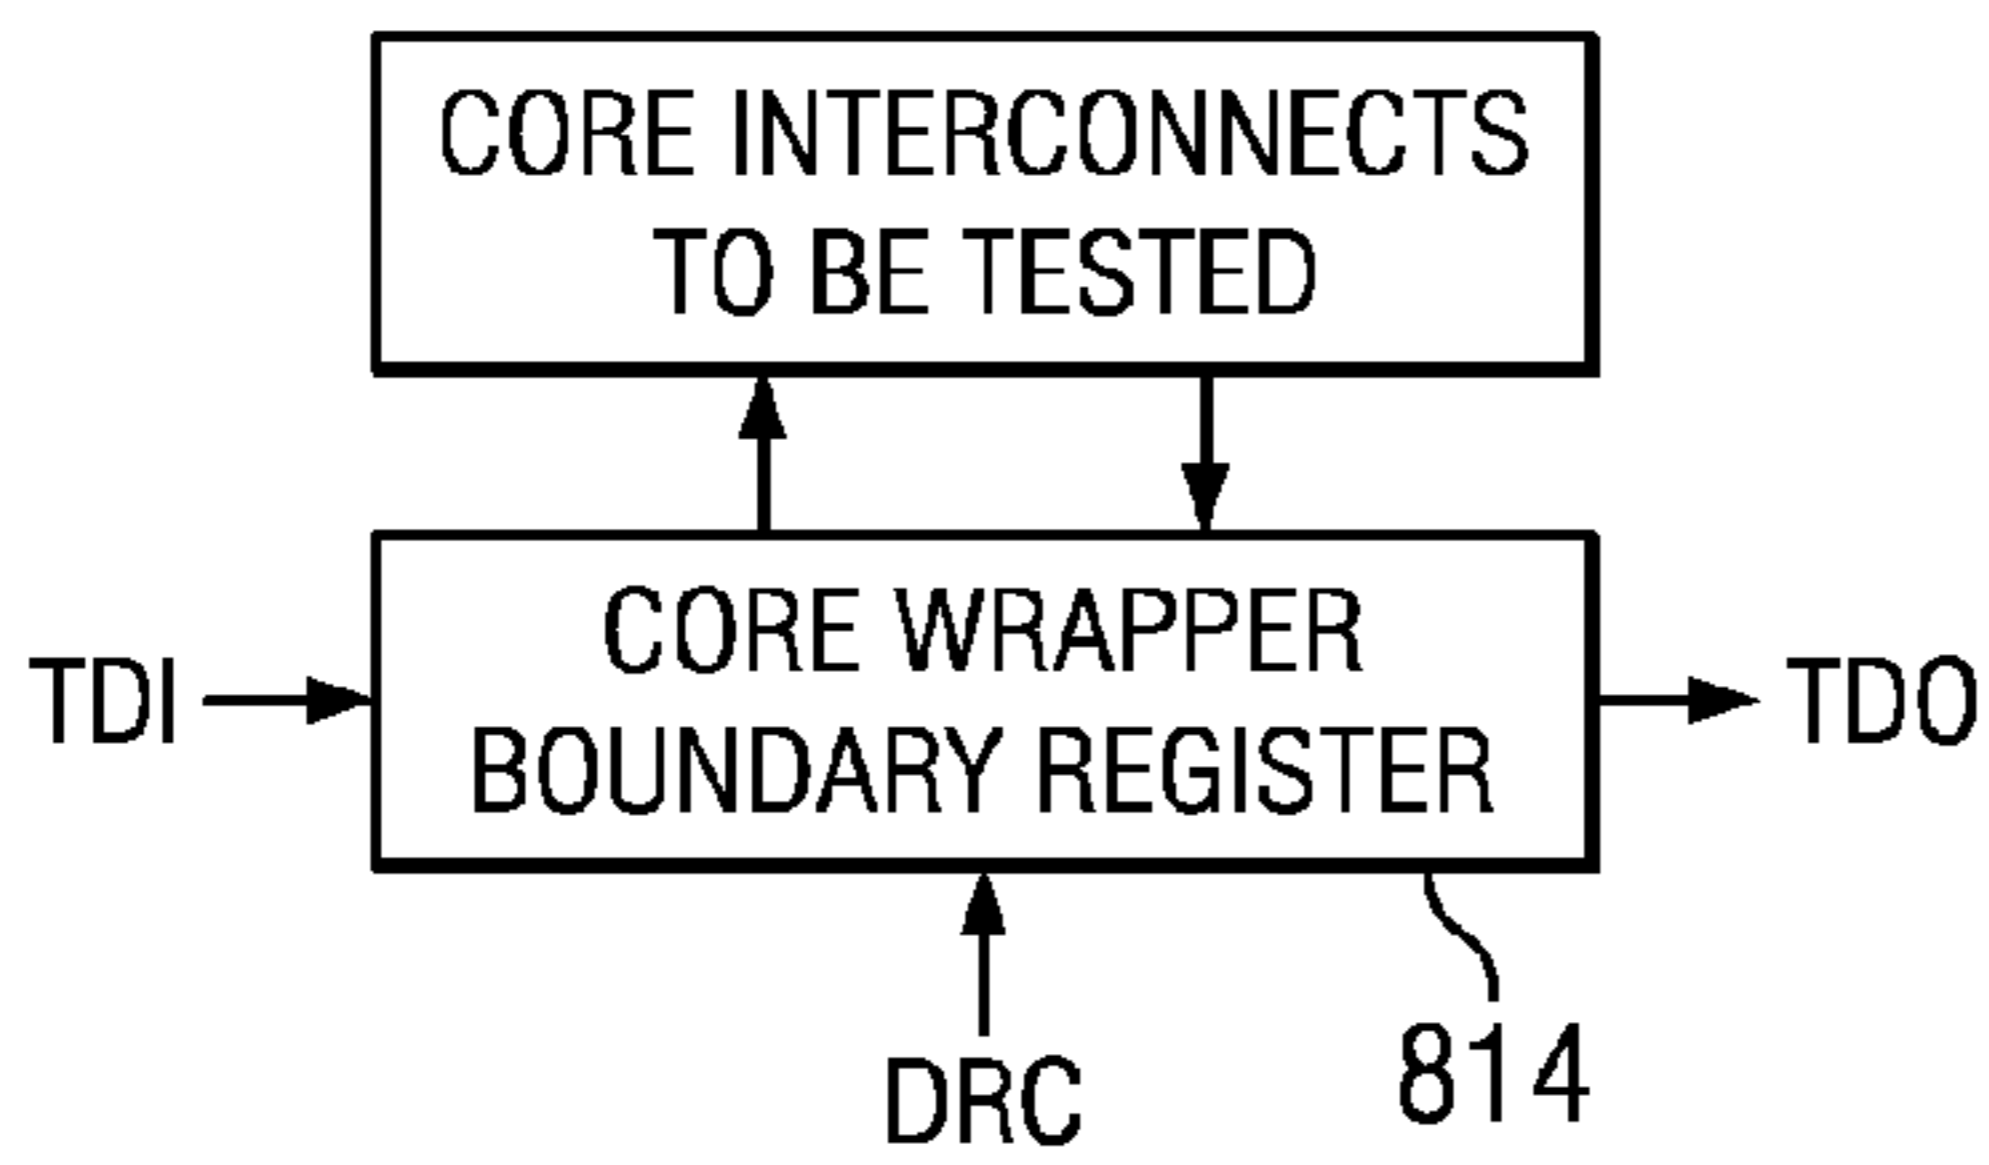 CORE INTERCONNECTS
TO BE TESTED
CORE WRAPPER
BOUNDARY REGISTER
TDI
TDO
DRC
814